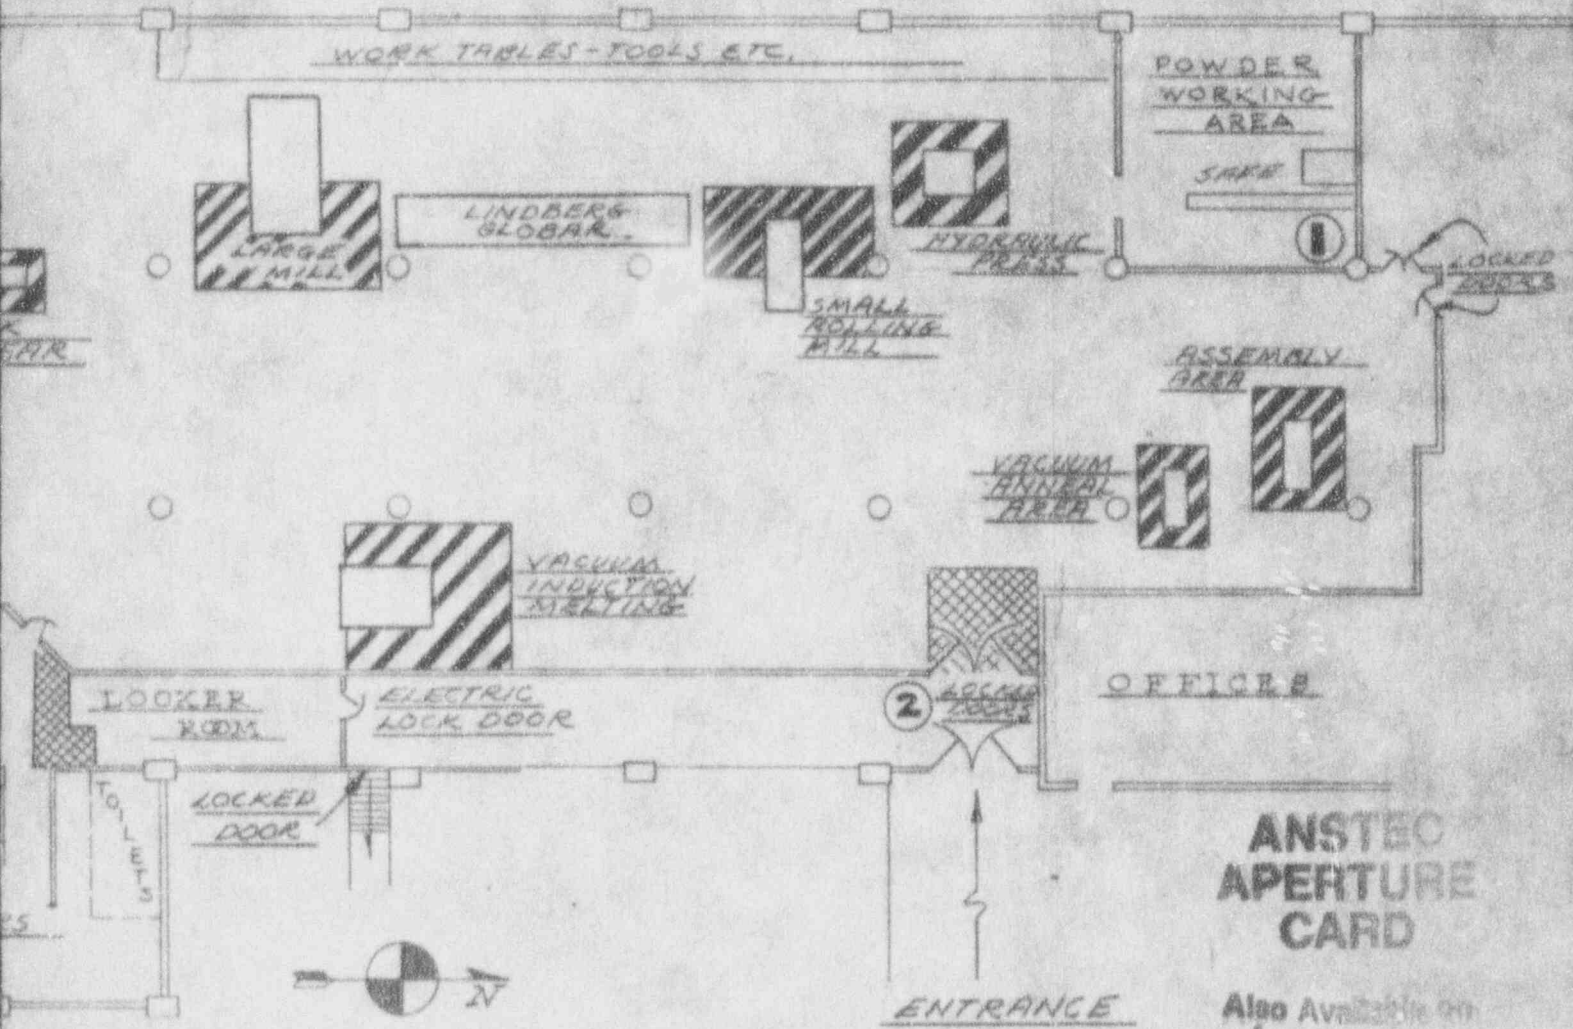 WORK TABLES-TOOLS ETC.
POWDER
WORKING
AREA
SAFE
LINDBERG
GLOBAR.
LARGE
MILL
HYDRAULIC
PRESS
LOCKED
DOORS
SMALL
ROLLING
MILL
ASSEMBLY
AREA
VACUUM
ANNEAL
AREA
VACUUM
INDUCTION
MELTING
LOCKER
ROOM
ELECTRIC
LOCK DOOR
2
LOCKED
DOORS
OFFICES
LOCKED
DOOR
TOILETS
N
ENTRANCE
ANSTEC
APERTURE
CARD
Also Available on